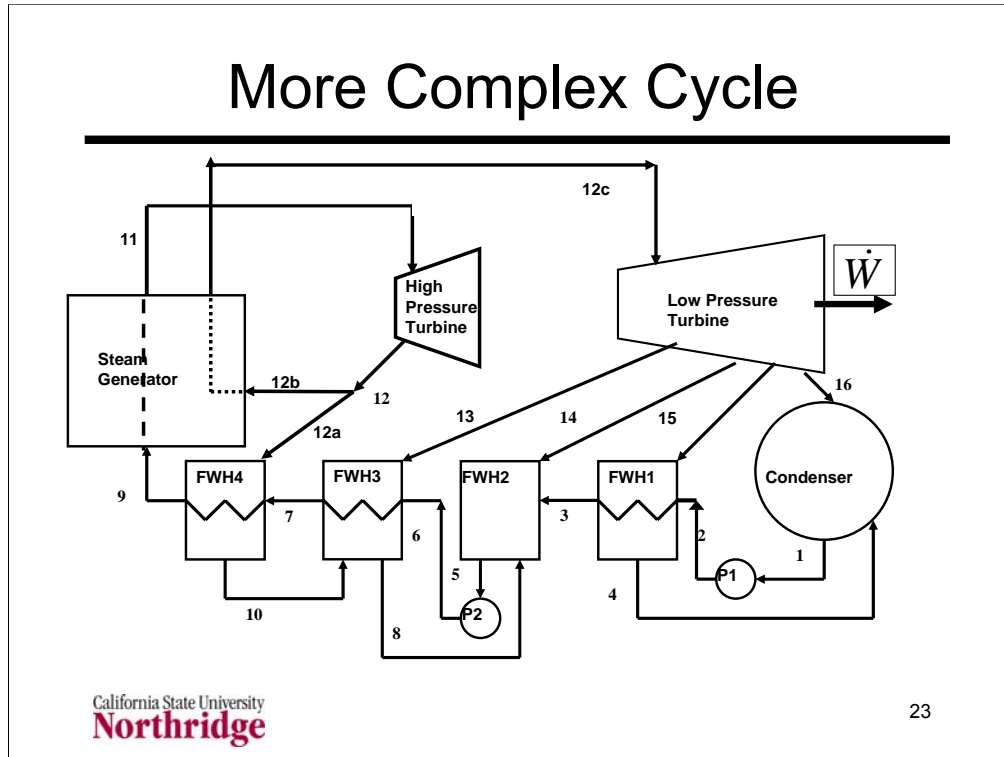 More Complex Cycle
12c
11
Ẇ
High
Pressure
Turbine
Low Pressure
Turbine
Steam
Generator
12b
12
16
12a
13
14
15
FWH4
FWH3
FWH2
FWH1
Condenser
9
7
6
3
2
1
5
P1
10
8
P2
4
California State University
Northridge
23